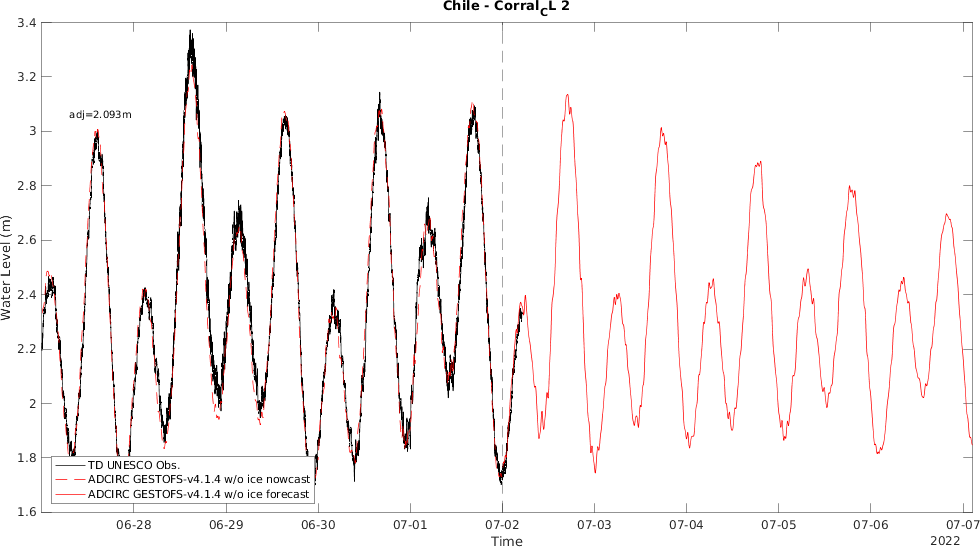 Chile - CorralCL 2
3.4
3.2
3
2.8
2.6
2.4
2.2
2
1.8
1.6
Water Level (m)
adj=2.093m
TD UNESCO Obs.
ADCIRC GESTOFS-v4.1.4 w/o ice nowcast
ADCIRC GESTOFS-v4.1.4 w/o ice forecast
06-28 06-29 06-30 07-01 07-02 07-03 07-04 07-05 07-06 07-07
Time
2022